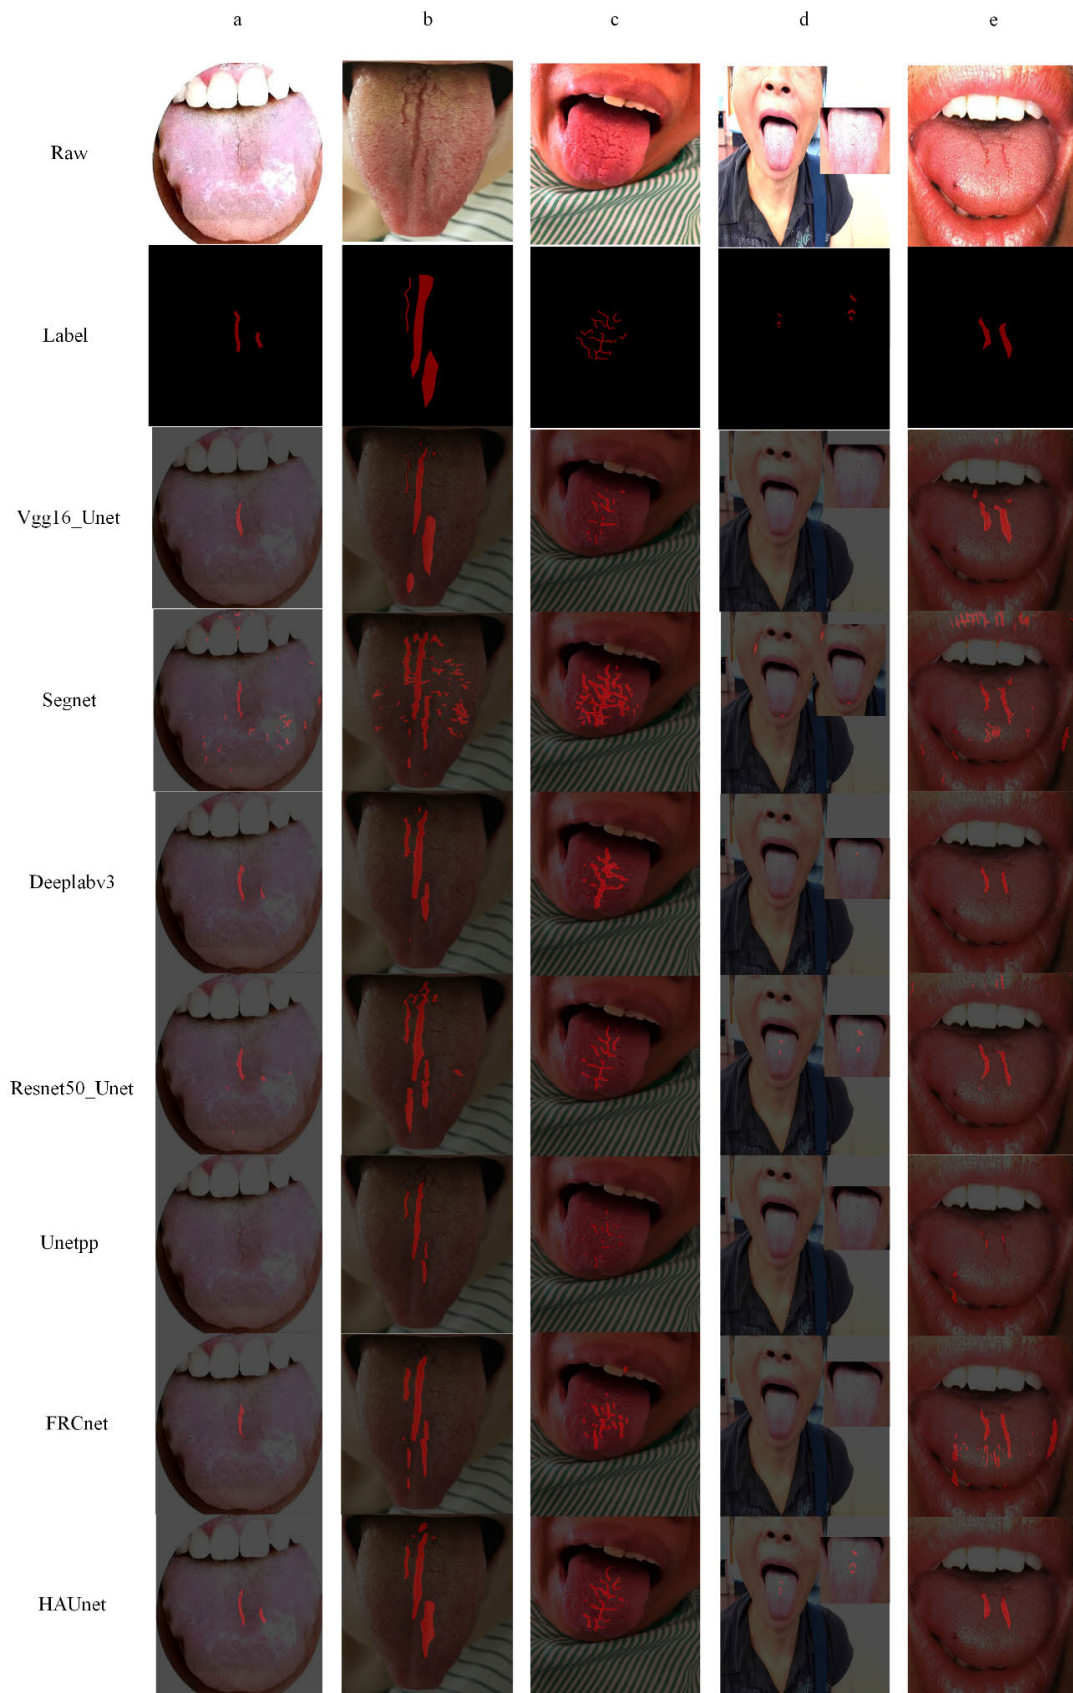 a b c d e
Raw
Label
Vgg16_Unet
Segnet
Deeplabv3
Resnet50_Unet
Unetpp
FRCnet
HAUnet